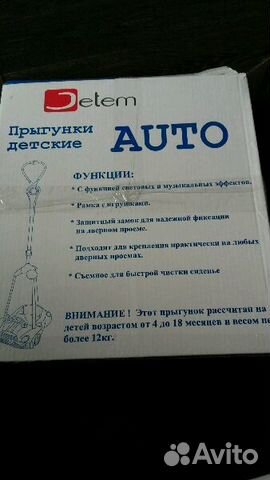 Jetem
Прыгунки
детские
AUTO
ФУНКЦИИ:
• С функцией световых и музыкальных эффектов.
• Рамка с игрушками.
• Защитный замок для надежной фиксации
на дверном проеме.
• Подходит для крепления практически на любых
дверных проемах.
• Съемное для быстрой чистки сиденье
ВНИМАНИЕ! Этот прыгунок рассчитан на
детей возрастом от 4 до 18 месяцев и весом не
более 12кг.
Avito